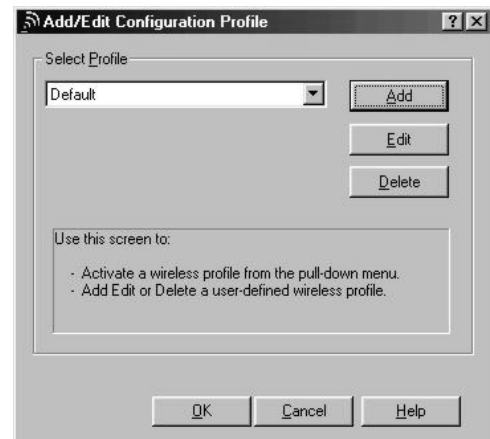 Add/Edit Configuration Profile
Select Profile
Default
Add
Edit
Delete
Use this screen to:
- Activate a wireless profile from the pull-down menu.
- Add Edit or Delete a user-defined wireless profile.
OK
Cancel
Help